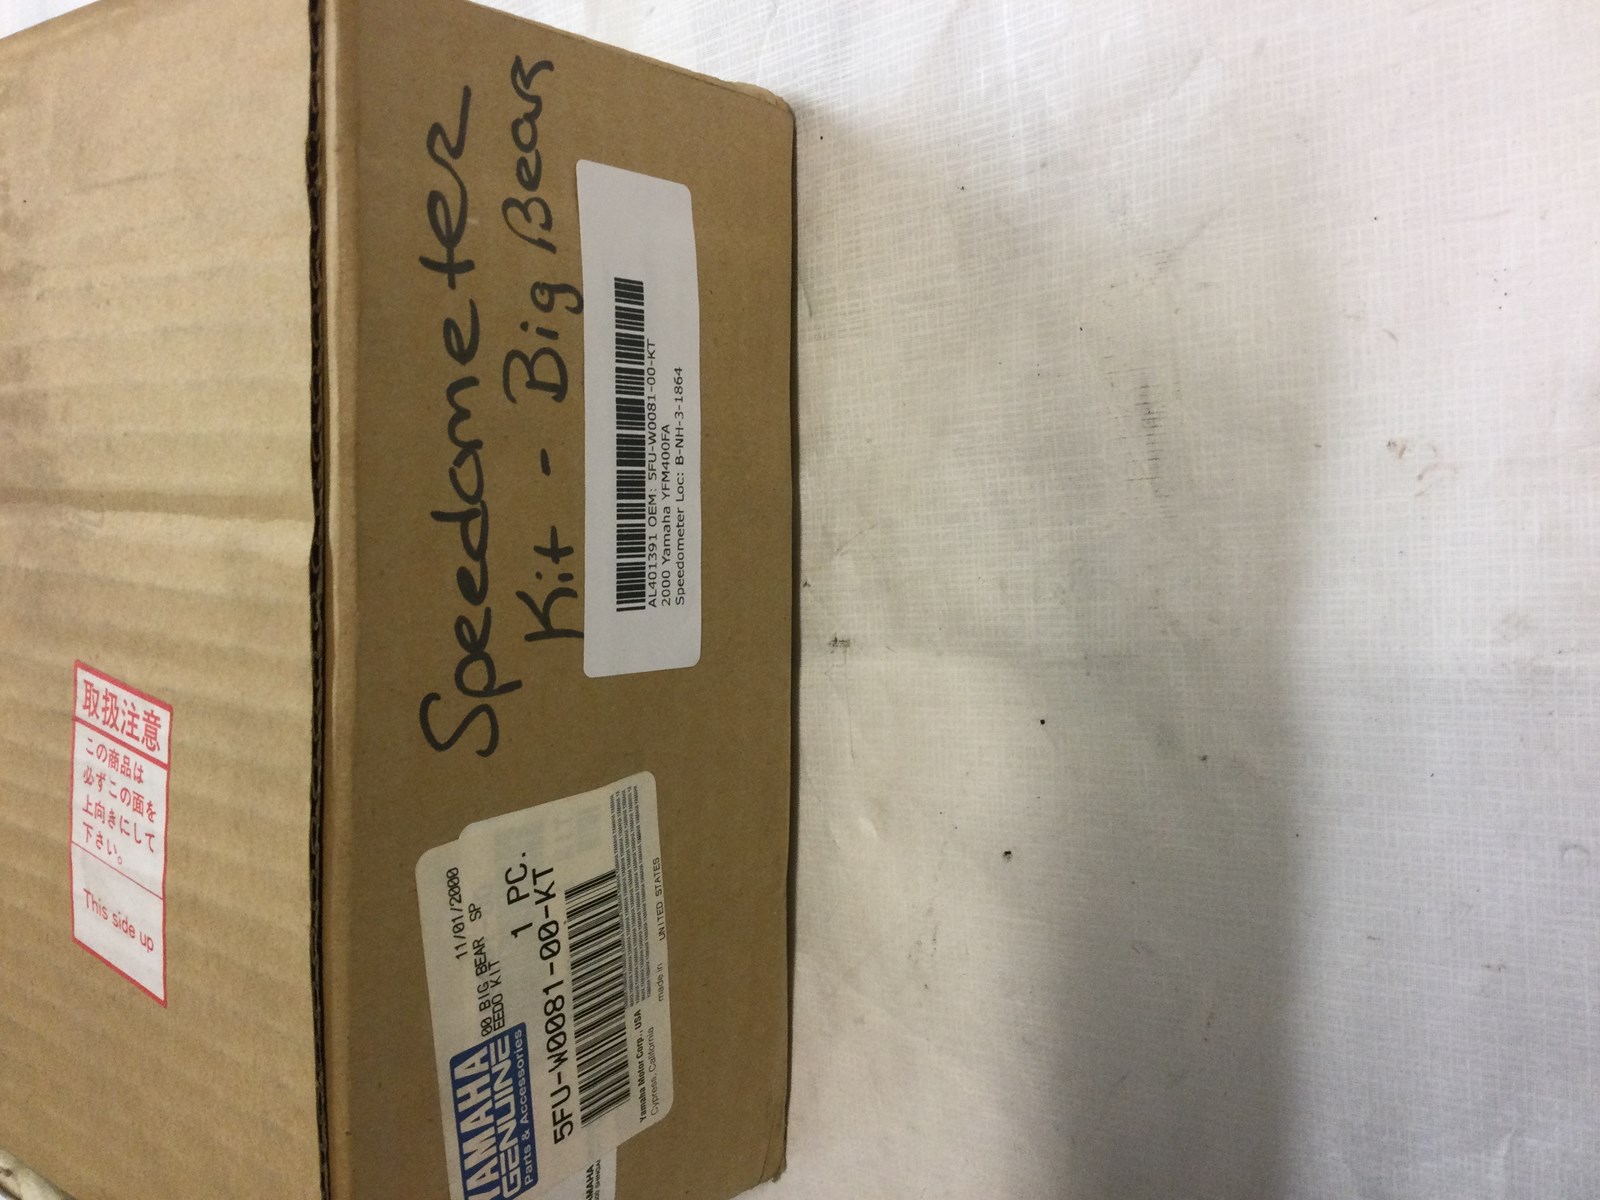 取扱注意
この商品は
必ずこの面を
上向きにして
下さい。
This side up
Speedometer
Kit - Big Bear
AL401391 OEM: 5FU-W0081-00-KT
2000 Yamaha YFM400FA
Speedometer Loc: B-NH-3-1864
11/01/2000
00 BIG BEAR SP
EEDO KIT
YAMAHA
GENUINE
Parts & Accessories
1 PC.
5FU-W0081-00-KT
Yamaha Motor Corp., USA
Cypress, California
made in UNITED STATES